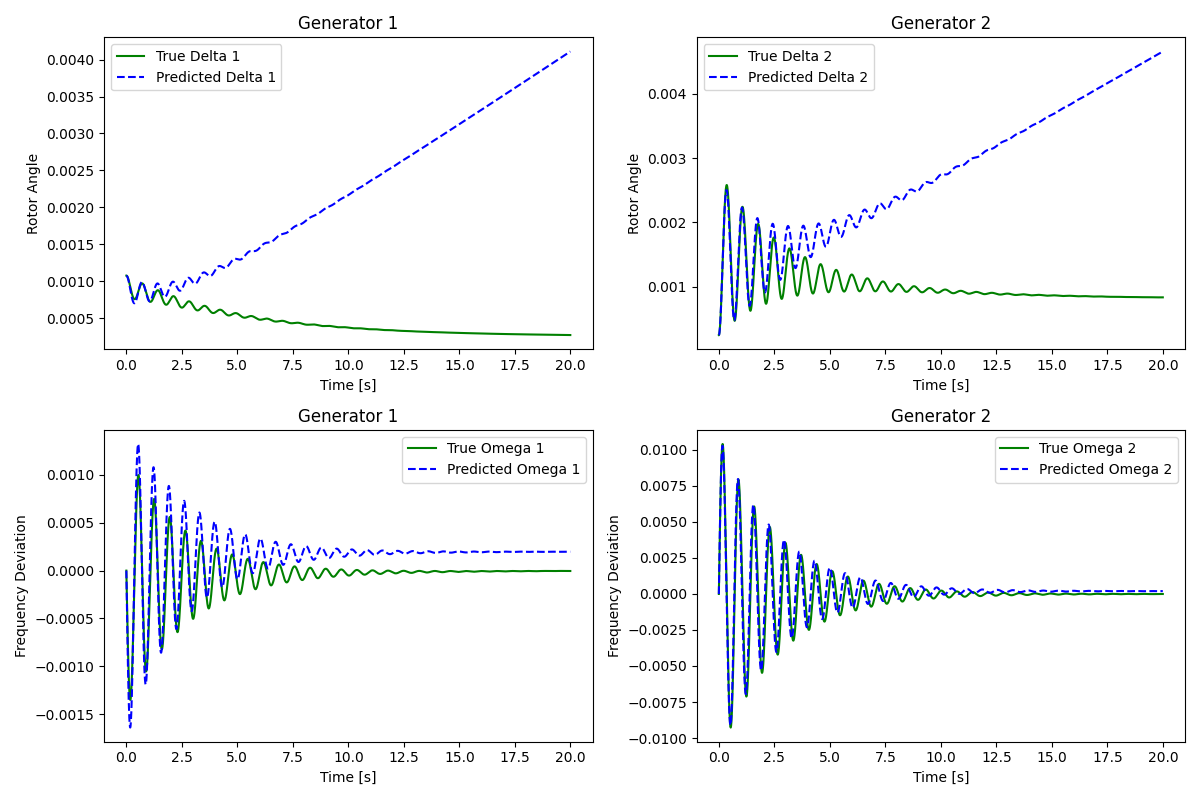 Generator 1
True Delta 1
Predicted Delta 1
Rotor Angle
0.0040
0.0035
0.0030
0.0025
0.0020
0.0015
0.0010
0.0005
0.0 2.5 5.0 7.5 10.0 12.5 15.0 17.5 20.0
Time [s]
Generator 2
True Delta 2
Predicted Delta 2
Rotor Angle
0.004
0.003
0.002
0.001
0.0 2.5 5.0 7.5 10.0 12.5 15.0 17.5 20.0
Time [s]
Generator 1
True Omega 1
Predicted Omega 1
Frequency Deviation
0.0010
0.0005
0.0000
−0.0005
−0.0010
−0.0015
0.0 2.5 5.0 7.5 10.0 12.5 15.0 17.5 20.0
Time [s]
Generator 2
True Omega 2
Predicted Omega 2
Frequency Deviation
0.0100
0.0075
0.0050
0.0025
0.0000
−0.0025
−0.0050
−0.0075
−0.0100
0.0 2.5 5.0 7.5 10.0 12.5 15.0 17.5 20.0
Time [s]